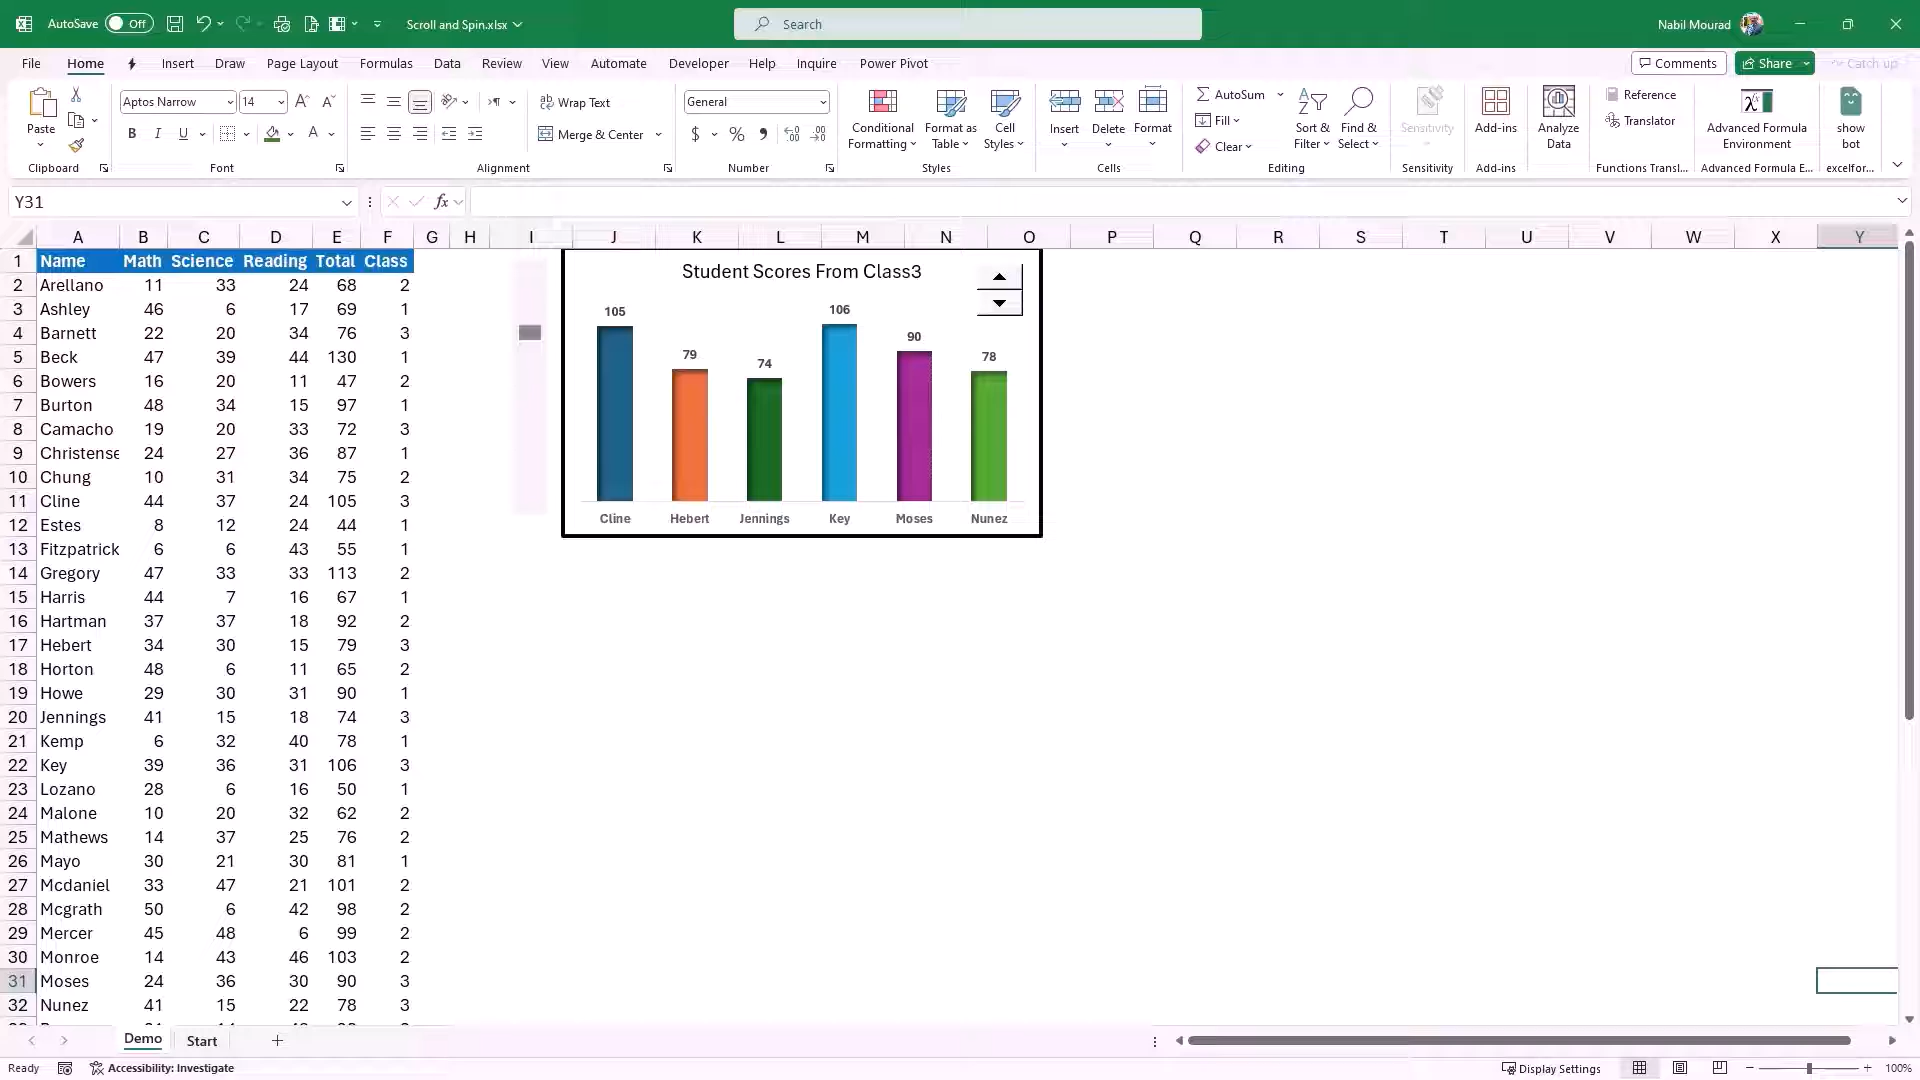 AutoSave Off Scroll and Spin.xlsx Search Nabil Mourad
File Home Insert Draw Page Layout Formulas Data Review View Automate Developer Help Inquire Power Pivot Comments Share Catch up
Paste Aptos Narrow 14 Wrap Text General Conditional Formatting Format as Table Cell Styles Insert Delete Format AutoSum Sort & Filter Find & Select Sensitivity Add-ins Analyze Data Reference Advanced Formula Environment show bot
B I U A Merge & Center $ % Fill Translator
Clear
Clipboard Font Alignment Number Styles Cells Editing Sensitivity Add-ins Functions Transl... Advanced Formula E... excelfor...
Y31 fx
A B C D E F G H I J K L M N O P Q R S T U V W X Y
1 Name Math Science Reading Total Class
2 Arellano 11 33 24 68 2
3 Ashley 46 6 17 69 1
4 Barnett 22 20 34 76 3
5 Beck 47 39 44 130 1
6 Bowers 16 20 11 47 2
7 Burton 48 34 15 97 1
8 Camacho 19 20 33 72 3
9 Christense 24 27 36 87 1
10 Chung 10 31 34 75 2
11 Cline 44 37 24 105 3
12 Estes 8 12 24 44 1
13 Fitzpatrick 6 6 43 55 1
14 Gregory 47 33 33 113 2
15 Harris 44 7 16 67 1
16 Hartman 37 37 18 92 2
17 Hebert 34 30 15 79 3
18 Horton 48 6 11 65 2
19 Howe 29 30 31 90 1
20 Jennings 41 15 18 74 3
21 Kemp 6 32 40 78 1
22 Key 39 36 31 106 3
23 Lozano 28 6 16 50 1
24 Malone 10 20 32 62 2
25 Mathews 14 37 25 76 2
26 Mayo 30 21 30 81 1
27 Mcdaniel 33 47 21 101 2
28 Mcgrath 50 6 42 98 2
29 Mercer 45 48 6 99 2
30 Monroe 14 43 46 103 2
31 Moses 24 36 30 90 3
32 Nunez 41 15 22 78 3
Student Scores From Class3
105 79 74 106 90 78
Cline Hebert Jennings Key Moses Nunez
Demo Start
Ready Accessibility: Investigate Display Settings 100%